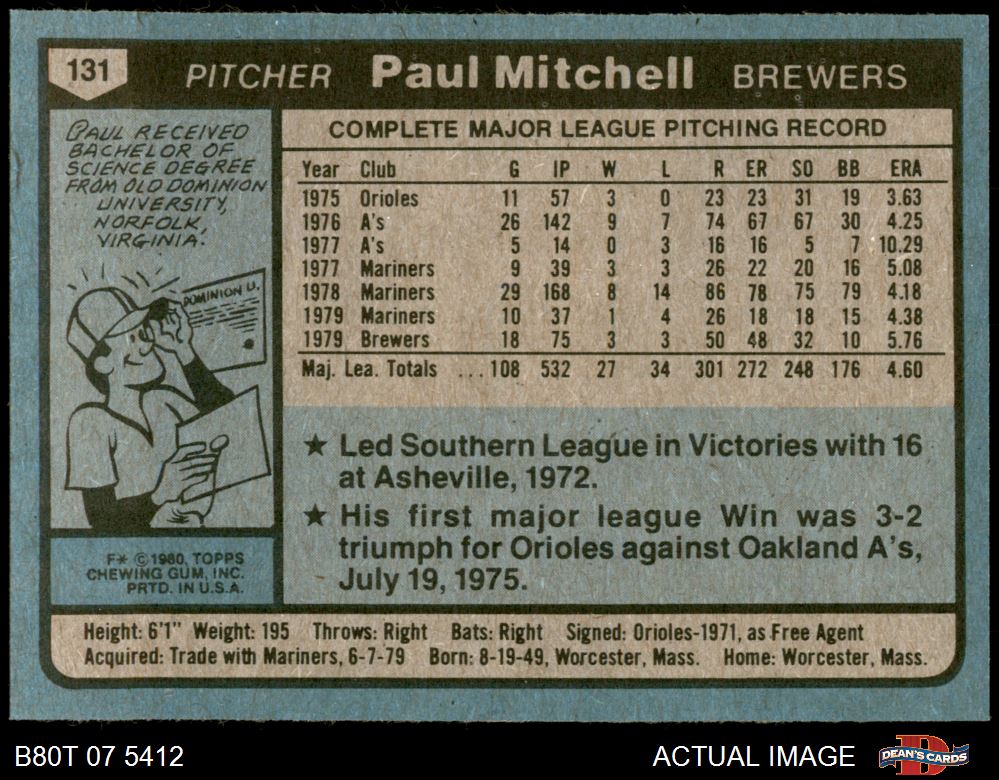 131 PITCHER Paul Mitchell BREWERS
PAUL RECEIVED
BACHELOR OF
SCIENCE DEGREE
FROM OLD DOMINION
UNIVERSITY,
NORFOLK,
VIRGINIA.
DOMINION U.
COMPLETE MAJOR LEAGUE PITCHING RECORD
Year Club G IP W L R ER SO BB ERA
1975 Orioles 11 57 3 0 23 23 31 19 3.63
1976 A's 26 142 9 7 74 67 67 30 4.25
1977 A's 5 14 0 3 16 16 5 7 10.29
1977 Mariners 9 39 3 3 26 22 20 16 5.08
1978 Mariners 29 168 8 14 86 78 75 79 4.18
1979 Mariners 10 37 1 4 26 18 18 15 4.38
1979 Brewers 18 75 3 3 50 48 32 10 5.76
Maj. Lea. Totals ... 108 532 27 34 301 272 248 176 4.60
★ Led Southern League in Victories with 16
at Asheville, 1972.
★ His first major league Win was 3-2
triumph for Orioles against Oakland A's,
July 19, 1975.
F* © 1980, TOPPS
CHEWING GUM, INC.
PRTD. IN U.S.A.
Height: 6'1" Weight: 195 Throws: Right Bats: Right Signed: Orioles-1971, as Free Agent
Acquired: Trade with Mariners, 6-7-79 Born: 8-19-49, Worcester, Mass. Home: Worcester, Mass.
B80T 07 5412 ACTUAL IMAGE DEAN'S CARDS